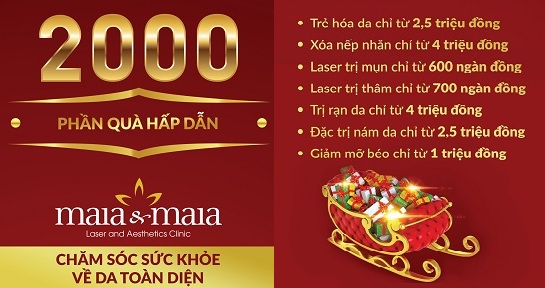 2000
PHẦN QUÀ HẤP DẪN
maia & maia
Laser and Aesthetics Clinic
CHĂM SÓC SỨC KHỎE
VỀ DA TOÀN DIỆN
• Trẻ hóa da chỉ từ 2,5 triệu đồng
• Xóa nếp nhăn chỉ từ 4 triệu đồng
• Laser trị mụn chỉ từ 600 ngàn đồng
• Laser trị thâm chỉ từ 700 ngàn đồng
• Trị rạn da chỉ từ 4 triệu đồng
• Đặc trị nám da chỉ từ 2.5 triệu đồng
• Giảm mỡ béo chỉ từ 1 triệu đồng